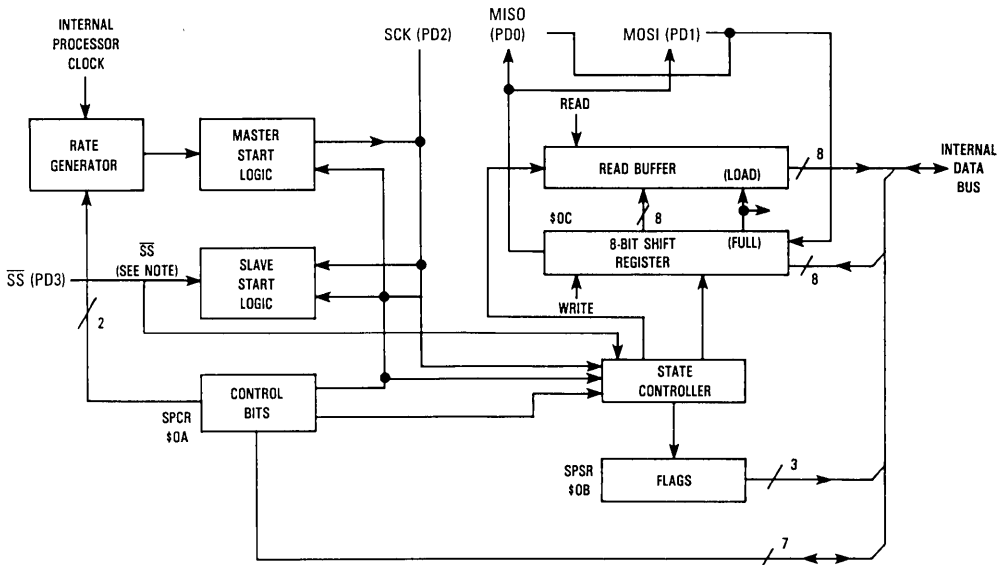 INTERNAL
PROCESSOR
CLOCK
SCK (PD2)
MISO
(PD0)
MOSI (PD1)
RATE
GENERATOR
MASTER
START
LOGIC
READ
READ BUFFER
(LOAD)
8
INTERNAL
DATA
BUS
$0C
8
8-BIT SHIFT
REGISTER
(FULL)
8
WRITE
SS (PD3)
SS
(SEE NOTE)
SLAVE
START
LOGIC
2
STATE
CONTROLLER
CONTROL
BITS
SPCR
$0A
SPSR
$0B
FLAGS
3
7